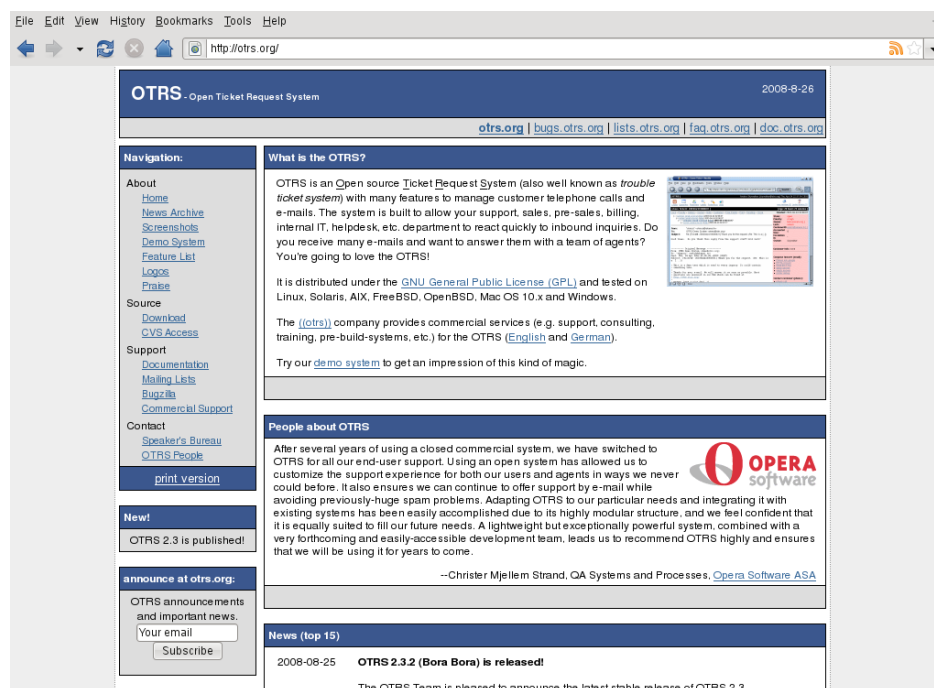 File Edit View History Bookmarks Tools Help
http://otrs.org/
OTRS - Open Ticket Request System
2008-8-26
otrs.org | bugs.otrs.org | lists.otrs.org | faq.otrs.org | doc.otrs.org
Navigation:
About
Home
News Archive
Screenshots
Demo System
Feature List
Logos
Praise
Source
Download
CVS Access
Support
Documentation
Mailing Lists
Bugzilla
Commercial Support
Contact
Speaker's Bureau
OTRS People
print version
New!
OTRS 2.3 is published!
announce at otrs.org:
OTRS announcements
and important news.
Your email
Subscribe
What is the OTRS?
OTRS is an Open source Ticket Request System (also well known as trouble
ticket system) with many features to manage customer telephone calls and
e-mails. The system is built to allow your support, sales, pre-sales, billing,
internal IT, helpdesk, etc. department to react quickly to inbound inquiries. Do
you receive many e-mails and want to answer them with a team of agents?
You're going to love the OTRS!
It is distributed under the GNU General Public License (GPL) and tested on
Linux, Solaris, AIX, FreeBSD, OpenBSD, Mac OS 10.x and Windows.
The ((otrs)) company provides commercial services (e.g. support, consulting,
training, pre-build-systems, etc.) for the OTRS (English and German).
Try our demo system to get an impression of this kind of magic.
People about OTRS
After several years of using a closed commercial system, we have switched to
OTRS for all our end-user support. Using an open system has allowed us to
customize the support experience for both our users and agents in ways we never
could before. It also ensures we can continue to offer support by e-mail while
avoiding previously-huge spam problems. Adapting OTRS to our particular needs and integrating it with
existing systems has been easily accomplished due to its highly modular structure, and we feel confident that
it is equally suited to fill our future needs. A lightweight but exceptionally powerful system, combined with a
very forthcoming and easily-accessible development team, leads us to recommend OTRS highly and ensures
that we will be using it for years to come.
OPERA
software
--Christer Mjellem Strand, QA Systems and Processes, Opera Software ASA
News (top 15)
2008-08-25 OTRS 2.3.2 (Bora Bora) is released!
The OTRS Team is pleased to announce the latest stable release of OTRS 2.3